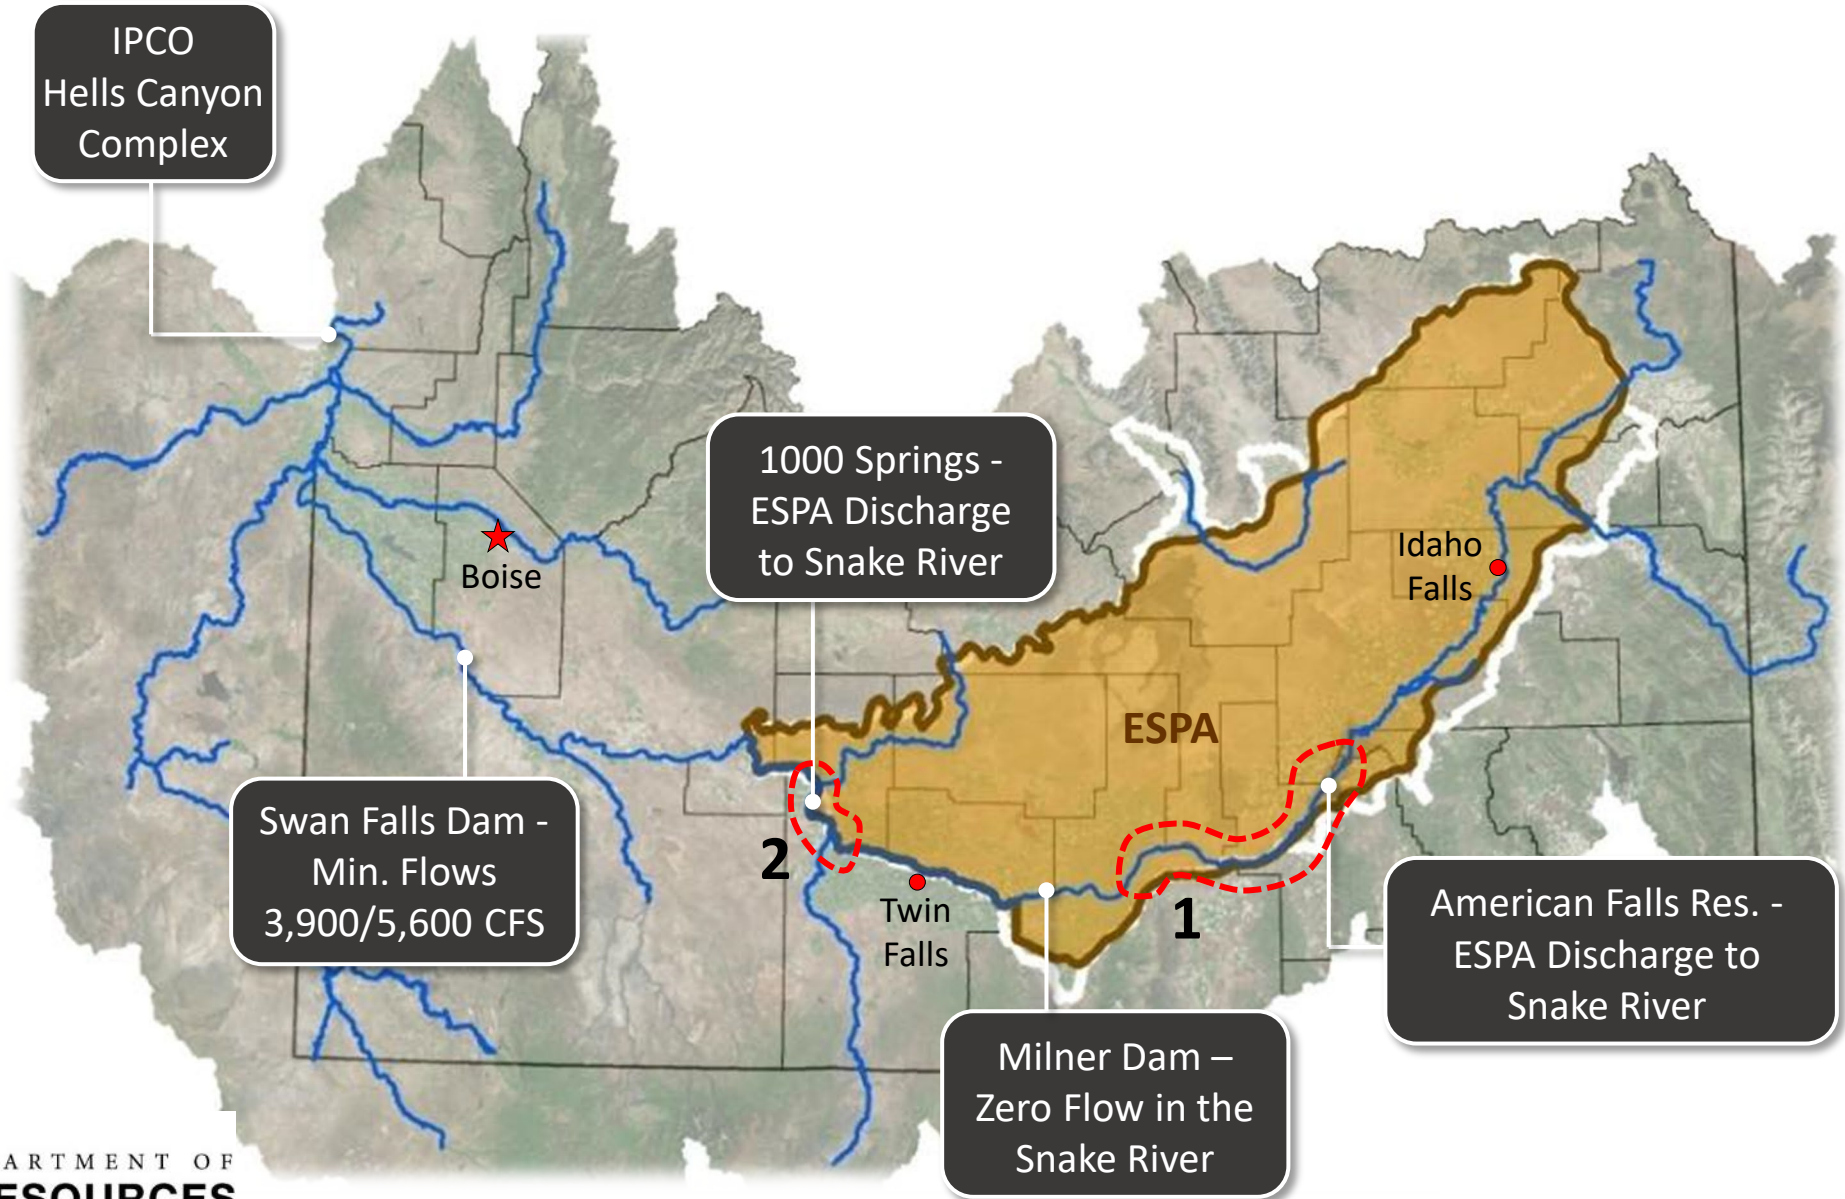 IPCO
Hells Canyon
Complex
1000 Springs -
ESPA Discharge
to Snake River
Idaho
Falls
Boise
ESPA
Swan Falls Dam -
Min. Flows
3,900/5,600 CFS
2
Twin
Falls
1
American Falls Res. -
ESPA Discharge to
Snake River
Milner Dam –
Zero Flow in the
Snake River
ARTMENT OF
ESOURCES